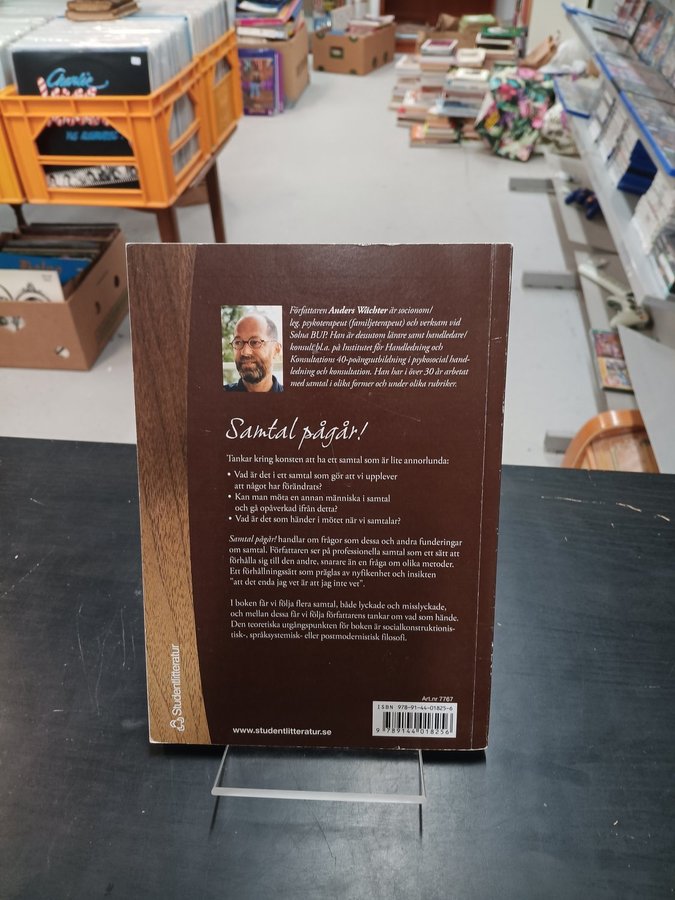 Charlie
Författaren Anders Wächter är socionom/
leg. psykoterapeut (familjeterapeut) och verksam vid
Solna BUP. Han är dessutom lärare samt handledare/
konsult bl.a. på Institutet för Handledning och
Konsultations 40-poängutbildning i psykosocial hand-
ledning och konsultation. Han har i över 30 år arbetat
med samtal i olika former och under olika rubriker.
Samtal pågår!
Tankar kring konsten att ha ett samtal som är lite annorlunda:
• Vad är det i ett samtal som gör att vi upplever
att något har förändrats?
• Kan man möta en annan människa i samtal
och gå opåverkad ifrån detta?
• Vad är det som händer i mötet när vi samtalar?
Samtal pågår! handlar om frågor som dessa och andra funderingar
om samtal. Författaren ser på professionella samtal som ett sätt att
förhålla sig till den andre, snarare än en fråga om olika metoder.
Ett förhållningssätt som präglas av nyfikenhet och insikten
"att det enda jag vet är att jag inte vet".
I boken får vi följa flera samtal, både lyckade och misslyckade,
och mellan dessa får vi följa författarens tankar om vad som hände.
Den teoretiska utgångspunkten för boken är socialkonstruktionis-
tisk-, språksystemisk- eller postmodernistisk filosofi.
Studentlitteratur
www.studentlitteratur.se
Art.nr 7767
ISBN 978-91-44-01825-6
9 789144 018256